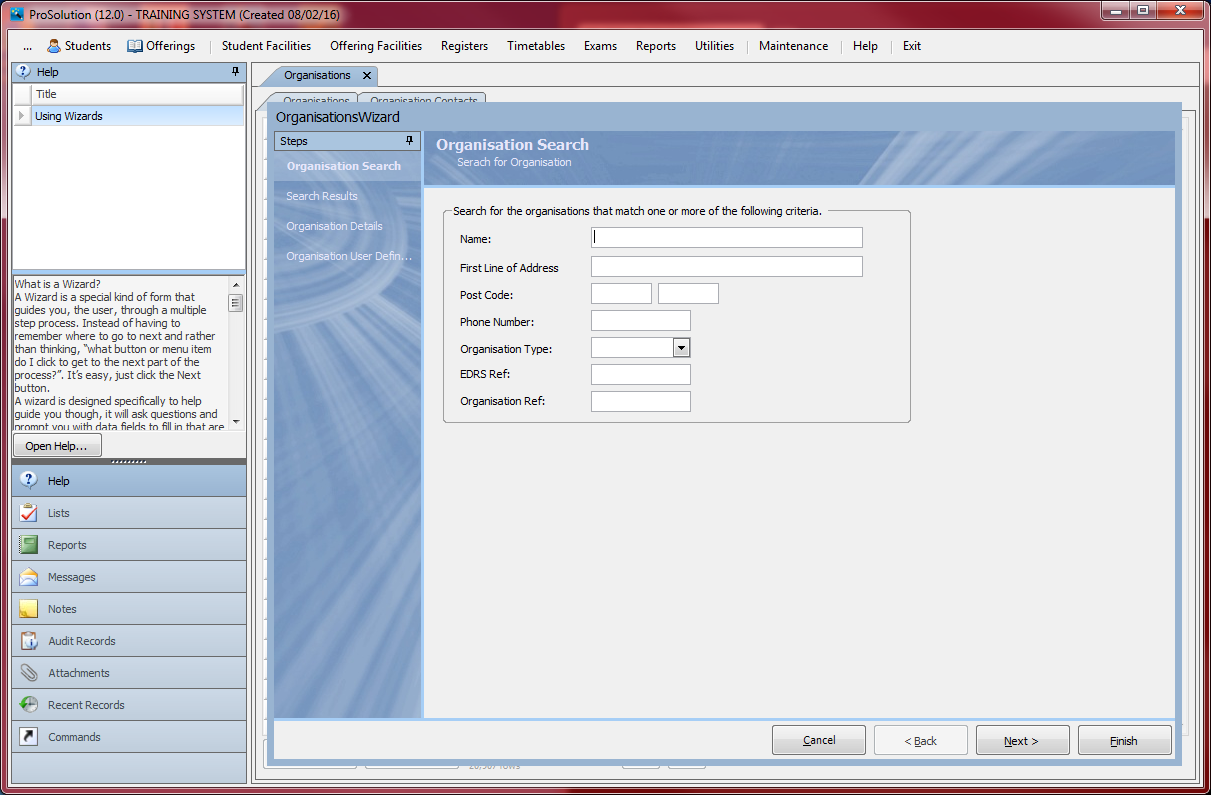 ProSolution (12.0) - TRAINING SYSTEM (Created 08/02/16)
... Students Offerings Student Facilities Offering Facilities Registers Timetables Exams Reports Utilities Maintenance Help Exit
Help
Title
Using Wizards
What is a Wizard?
A Wizard is a special kind of form that
guides you, the user, through a multiple
step process. Instead of having to
remember where to go to next and rather
than thinking, “what button or menu item
do I click to get to the next part of the
process?”. It’s easy, just click the Next
button.
A wizard is designed specifically to help
guide you though, it will ask questions and
prompt you with data fields to fill in that are
Open Help...
Help
Lists
Reports
Messages
Notes
Audit Records
Attachments
Recent Records
Commands
Organisations
Organisations Organisation Contacts
OrganisationsWizard
Steps
Organisation Search
Search Results
Organisation Details
Organisation User Defin...
Organisation Search
Serach for Organisation
Search for the organisations that match one or more of the following criteria.
Name:
First Line of Address
Post Code:
Phone Number:
Organisation Type:
EDRS Ref:
Organisation Ref:
Cancel < Back Next > Finish
rows